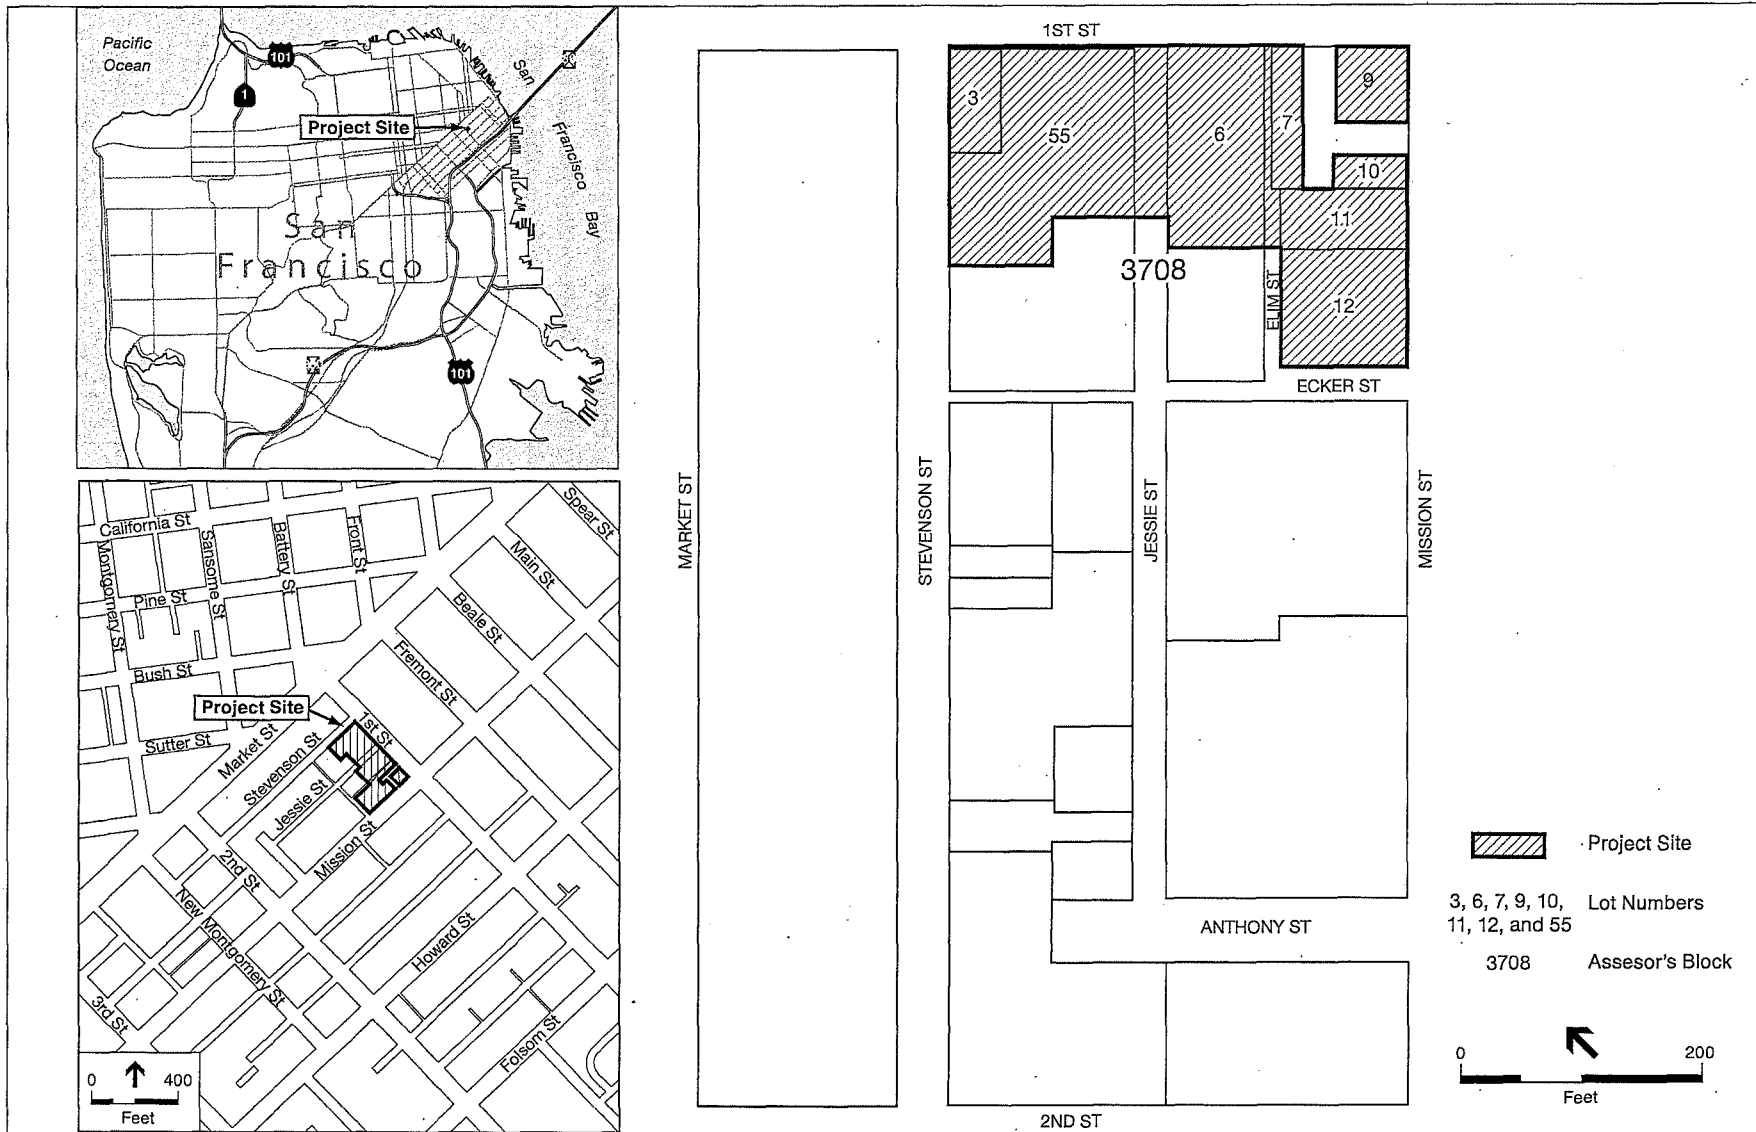 Pacific
Ocean
101
1
San
Francisco
Bay
Project Site
San
Francisco
101
California St
Montgomery St
Sansome St
Battery St
Front St
Spear St
Main St
Pine St
Beale St
Bush St
Fremont St
Project Site
1st St
Sutter St
Market St
Stevenson St
Jessie St
Mission St
2nd St
New Montgomery St
Howard St
3rd St
Folsom St
0 400
Feet
1ST ST
3
55
6
7
9
10
11
3708
ELIM ST
12
ECKER ST
MARKET ST
STEVENSON ST
JESSIE ST
MISSION ST
ANTHONY ST
2ND ST
Project Site
3, 6, 7, 9, 10, Lot Numbers
11, 12, and 55
3708 Assesor's Block
0 200
Feet